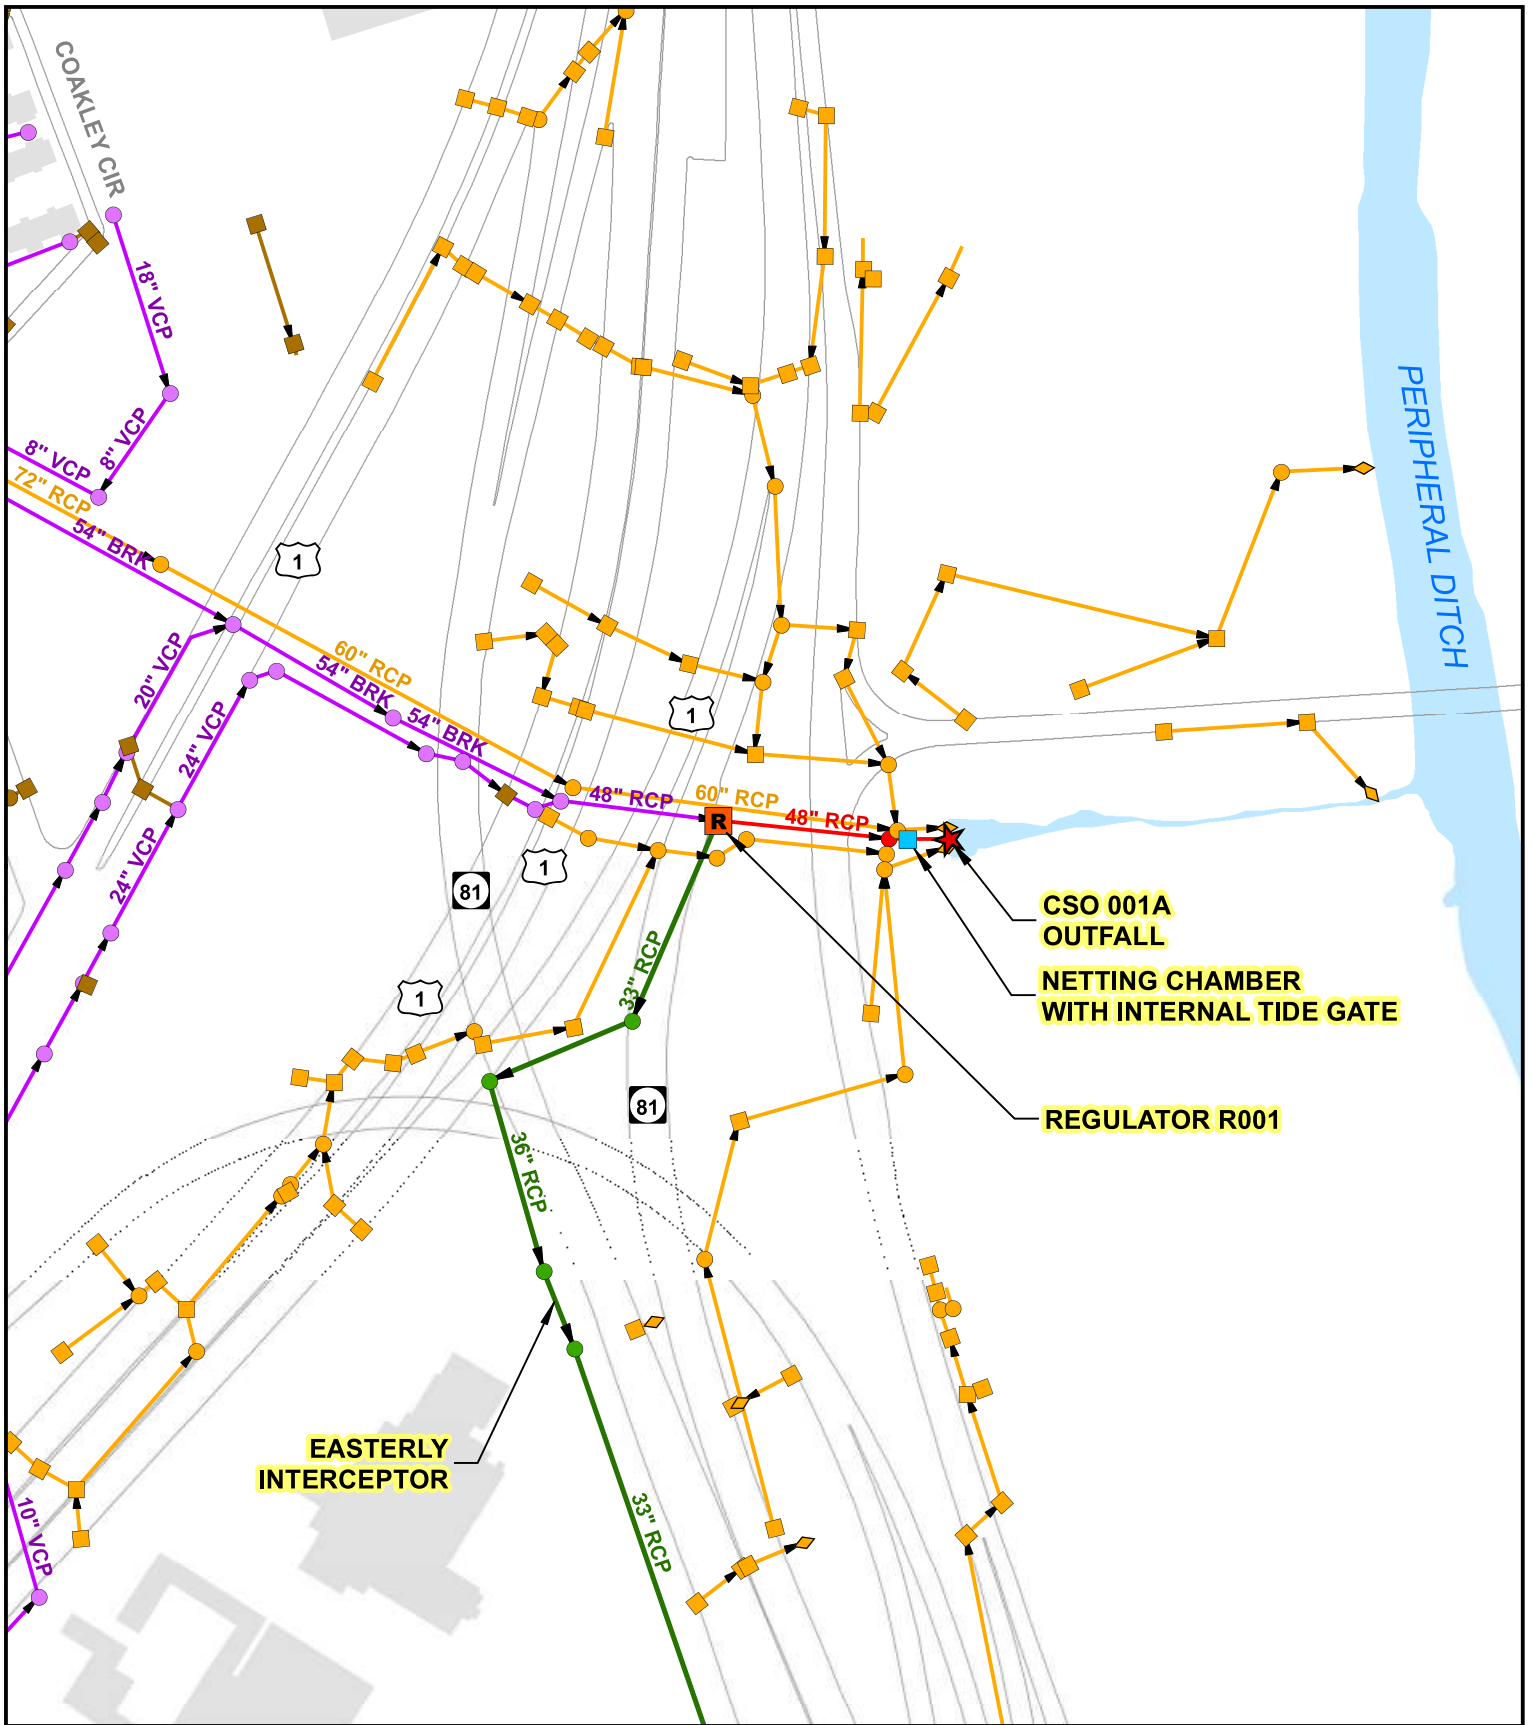 COAKLEY CIR
18" VCP
8" VCP
8" VCP
72" RCP
54" BRK
1
PERIPHERAL DITCH
20" VCP
60" RCP
54" BRK
54" BRK
24" VCP
1
48" RCP
60" RCP
R
48" RCP
24" VCP
1
81
CSO 001A
OUTFALL
33" RCP
NETTING CHAMBER
WITH INTERNAL TIDE GATE
1
81
REGULATOR R001
36" RCP
EASTERLY
INTERCEPTOR
10" VCP
33" RCP